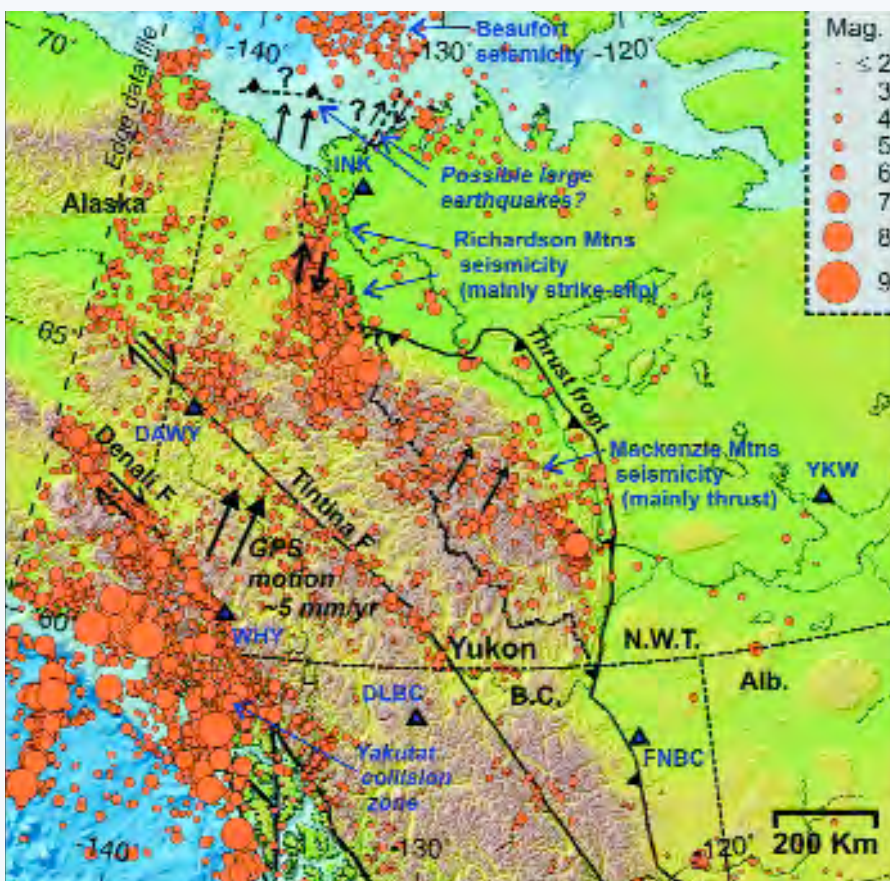 70
-140
-130
-120
Beaufort
seismicity
Mag.
≤ 2
3
4
5
6
7
8
9
Edge data file
?
?
INK
Alaska
Possible large
earthquakes?
Richardson Mtns
seismicity
(mainly strike-slip)
65
Thrust front
DAWY
Denali F
Tintina F
Mackenzie Mtns
seismicity
(mainly thrust)
YKW
GPS
motion
~5 mm/yr
60
WHY
Yukon
N.W.T.
B.C.
Alb.
DLBC
FNBC
Yakutat
collision
zone
-140
-130
-120
200 Km